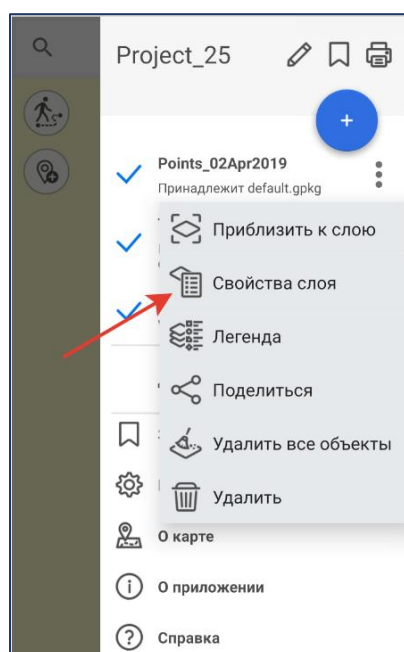 Project_25
Points_02Apr2019
Принадлежит default.gpkg
Приблизить к слою
Свойства слоя
Легенда
Поделиться
Удалить все объекты
Удалить
О карте
О приложении
Справка